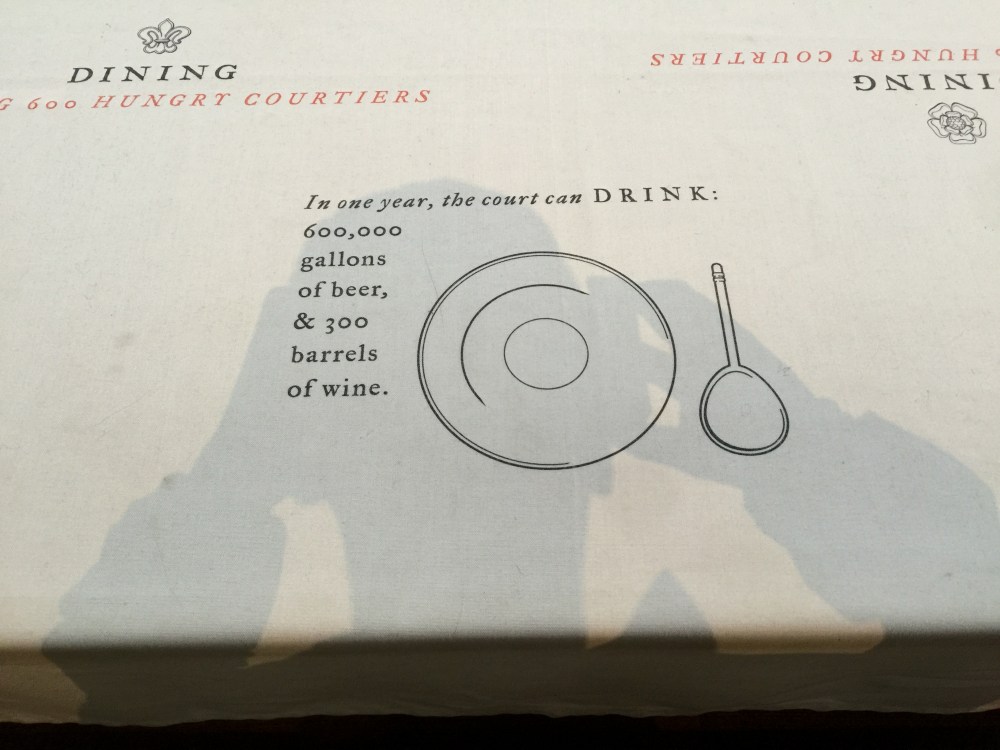 DINING
G 600 HUNGRY COURTIERS
HUNGRY COURTIERS
ING
In one year, the court can DRINK:
600,000
gallons
of beer,
& 300
barrels
of wine.